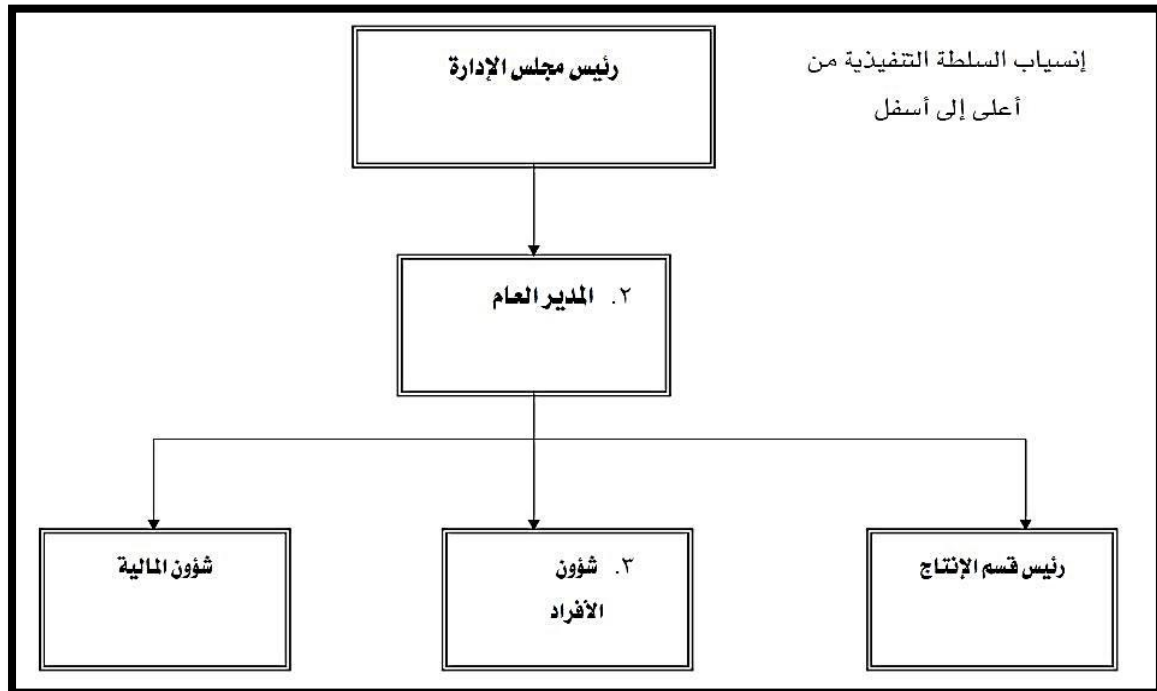 إنسياب السلطة التنفيذية من
أعلى إلى أسفل
رئيس مجلس الإدارة
٢. المدير العام
رئيس قسم الإنتاج
٣. شؤون
الأفراد
شؤون المالية